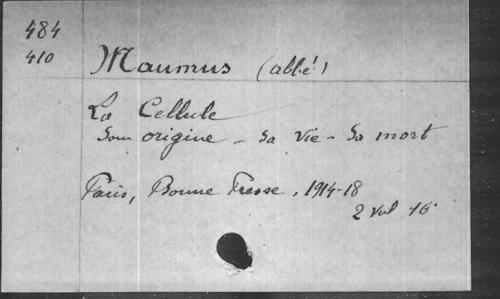 484
410
Maumus (abbé)
La Cellule
Son origine - Sa vie - Sa mort
Paris, Bonne Presse, 1914-18
2 vol 16°